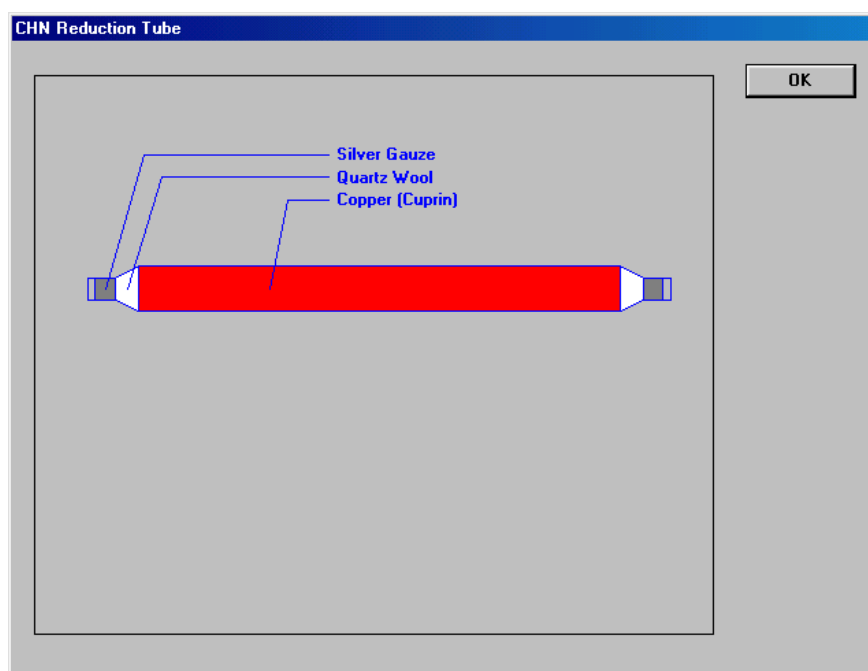 CHN Reduction Tube
OK
Silver Gauze
Quartz Wool
Copper (Cuprin)